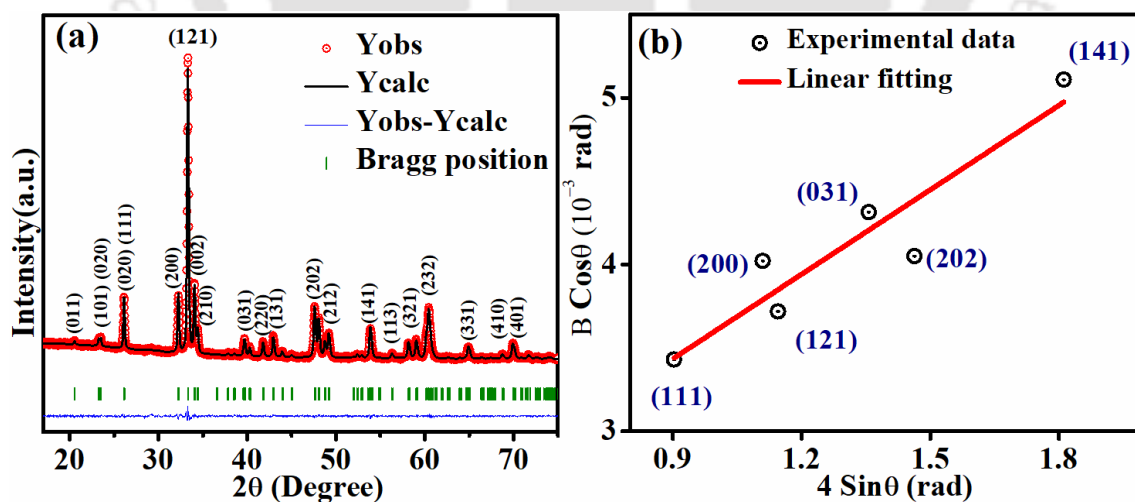 (a)
(121)
Yobs
Ycalc
Yobs-Ycalc
Bragg position
Intensity(a.u.)
(011)
(101) (020)
(020) (111)
(200)
(002)
(210)
(031)
(220)
(131)
(202)
(212)
(141)
(113)
(321)
(232)
(331)
(410)
(401)
20 30 40 50 60 70
2θ (Degree)
(b)
Experimental data
Linear fitting
(141)
(031)
(200)
(202)
(121)
(111)
B Cosθ (10⁻³ rad)
5
4
3
0.9 1.2 1.5 1.8
4 Sinθ (rad)